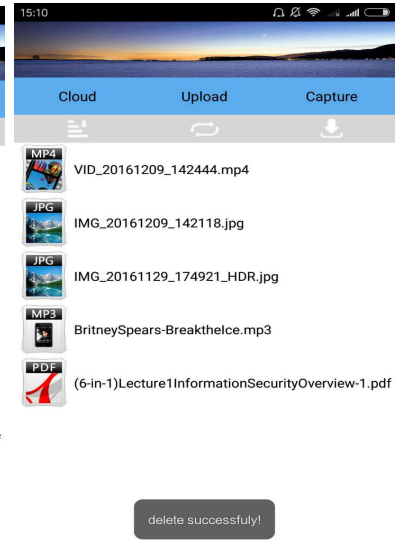 15:10
Cloud Upload Capture
MP4
VID_20161209_142444.mp4
JPG
IMG_20161209_142118.jpg
JPG
IMG_20161129_174921_HDR.jpg
MP3
BritneySpears-BreaktheIce.mp3
PDF
(6-in-1)Lecture1InformationSecurityOverview-1.pdf
delete successfuly!